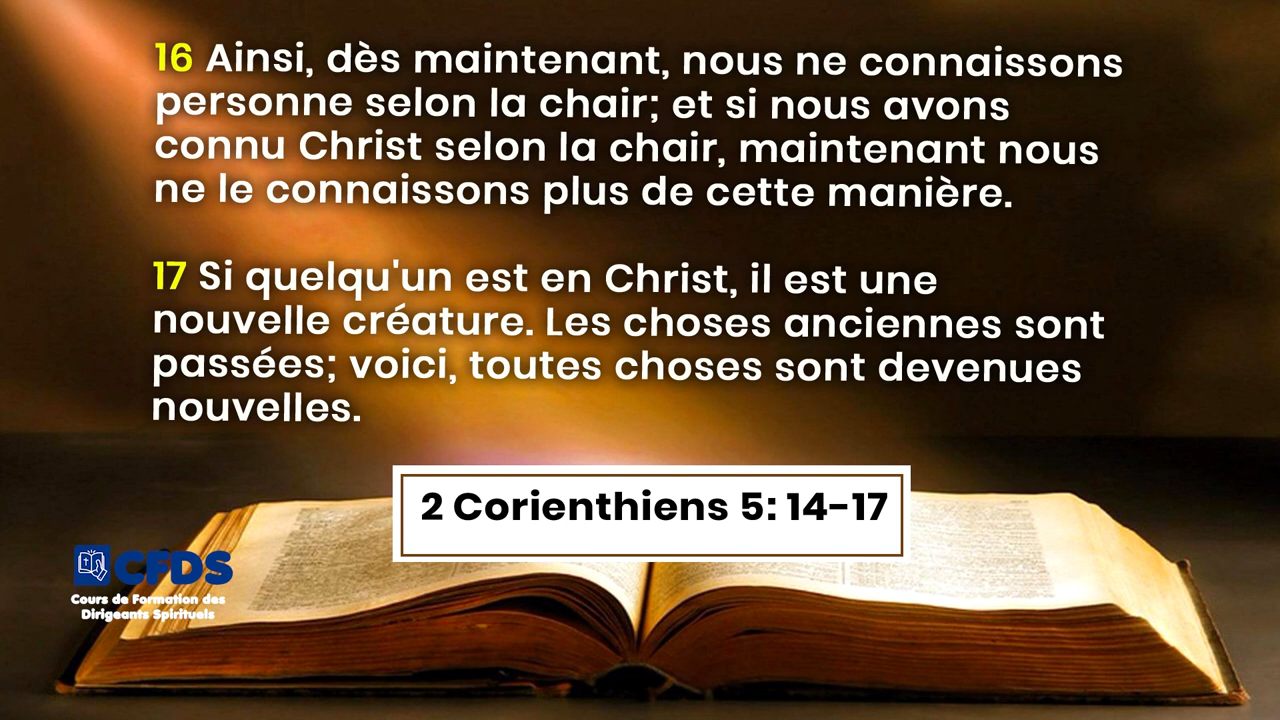 16 Ainsi, dès maintenant, nous ne connaissons
personne selon la chair; et si nous avons
connu Christ selon la chair, maintenant nous
ne le connaissons plus de cette manière.
17 Si quelqu'un est en Christ, il est une
nouvelle créature. Les choses anciennes sont
passées; voici, toutes choses sont devenues
nouvelles.
2 Corienthiens 5: 14-17
CFDS
Cours de Formation des
Dirigeants Spirituels